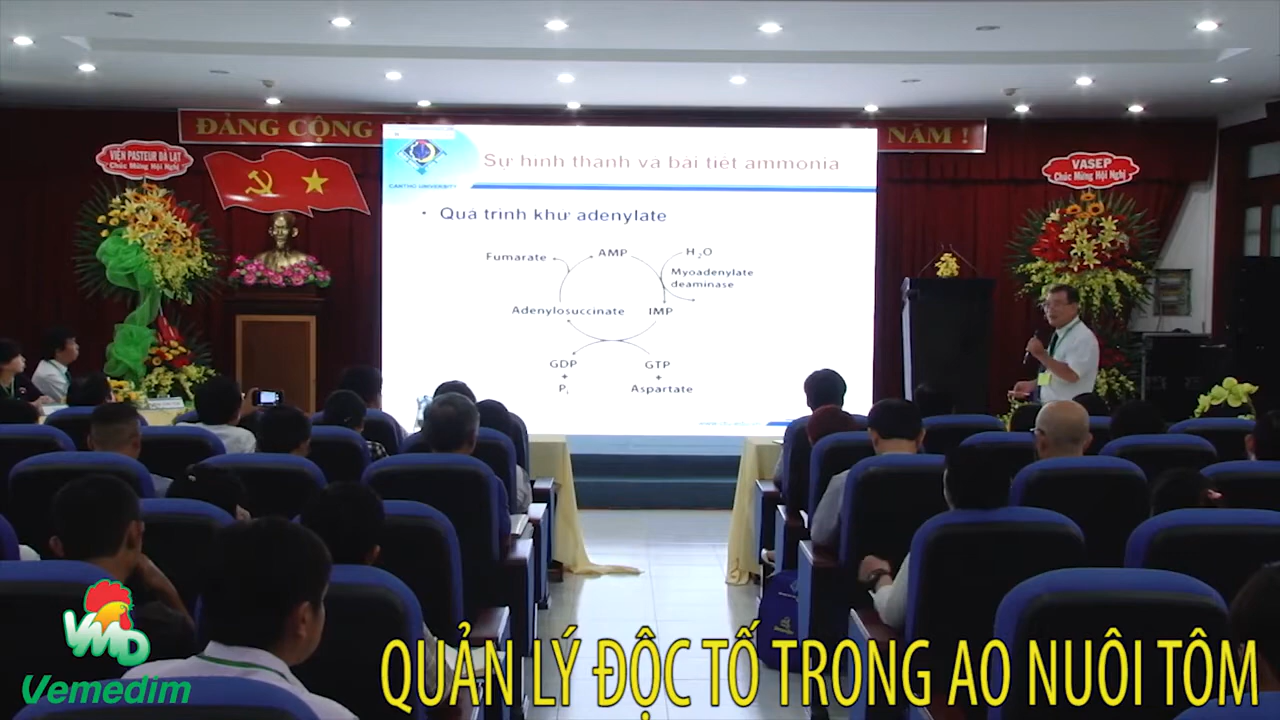 ĐẢNG CỘNG
NĂM !
VIỆN PASTEUR ĐÀ LẠT
Chúc Mừng Hội Nghị
VASEP
Chúc Mừng Hội Nghị
CANTHO UNIVERSITY
Sự hình thành và bài tiết ammonia
• Quá trình khử adenylate
Fumarate
AMP
H2O
Myoadenylate
deaminase
Adenylosuccinate
IMP
GDP
+
Pi
GTP
+
Aspartate
VMD
Vemedim
QUẢN LÝ ĐỘC TỐ TRONG AO NUÔI TÔM